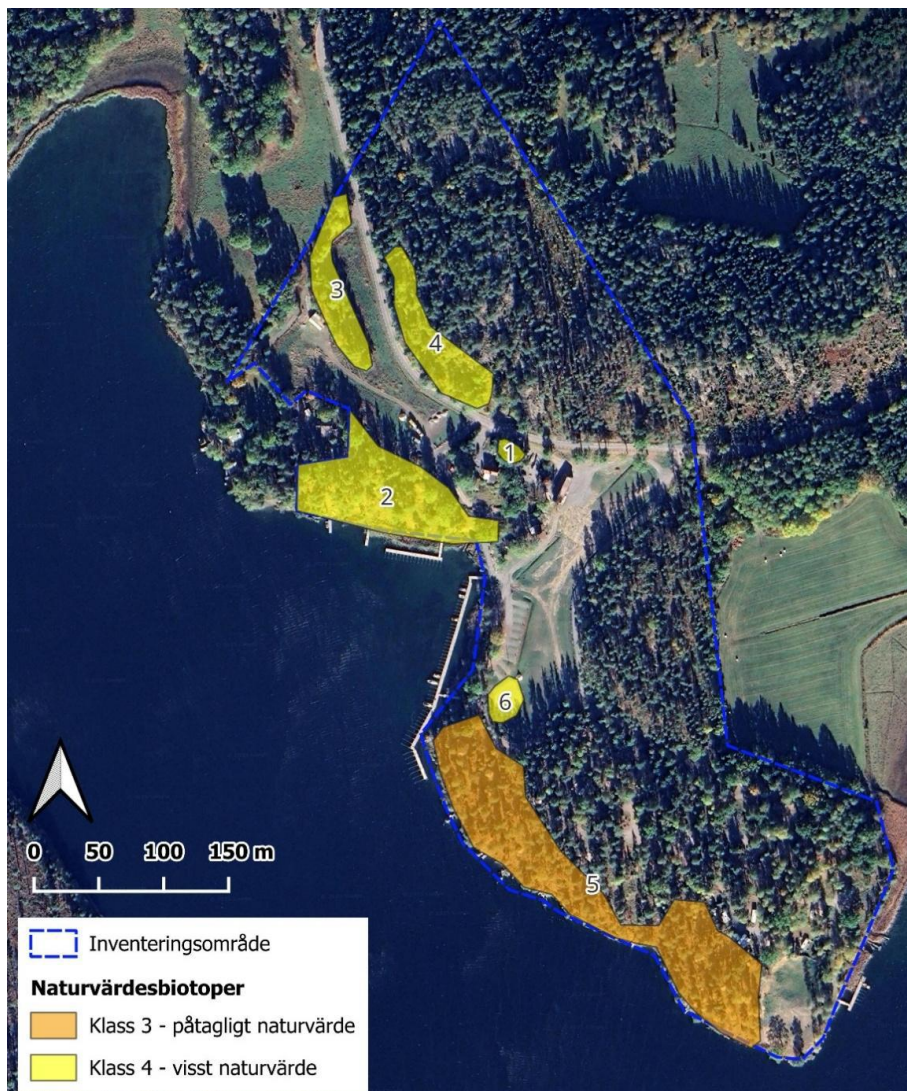 3
4
1
2
6
5
0 50 100 150 m
Inventeringsområde
Naturvärdesbiotoper
Klass 3 - påtagligt naturvärde
Klass 4 - visst naturvärde